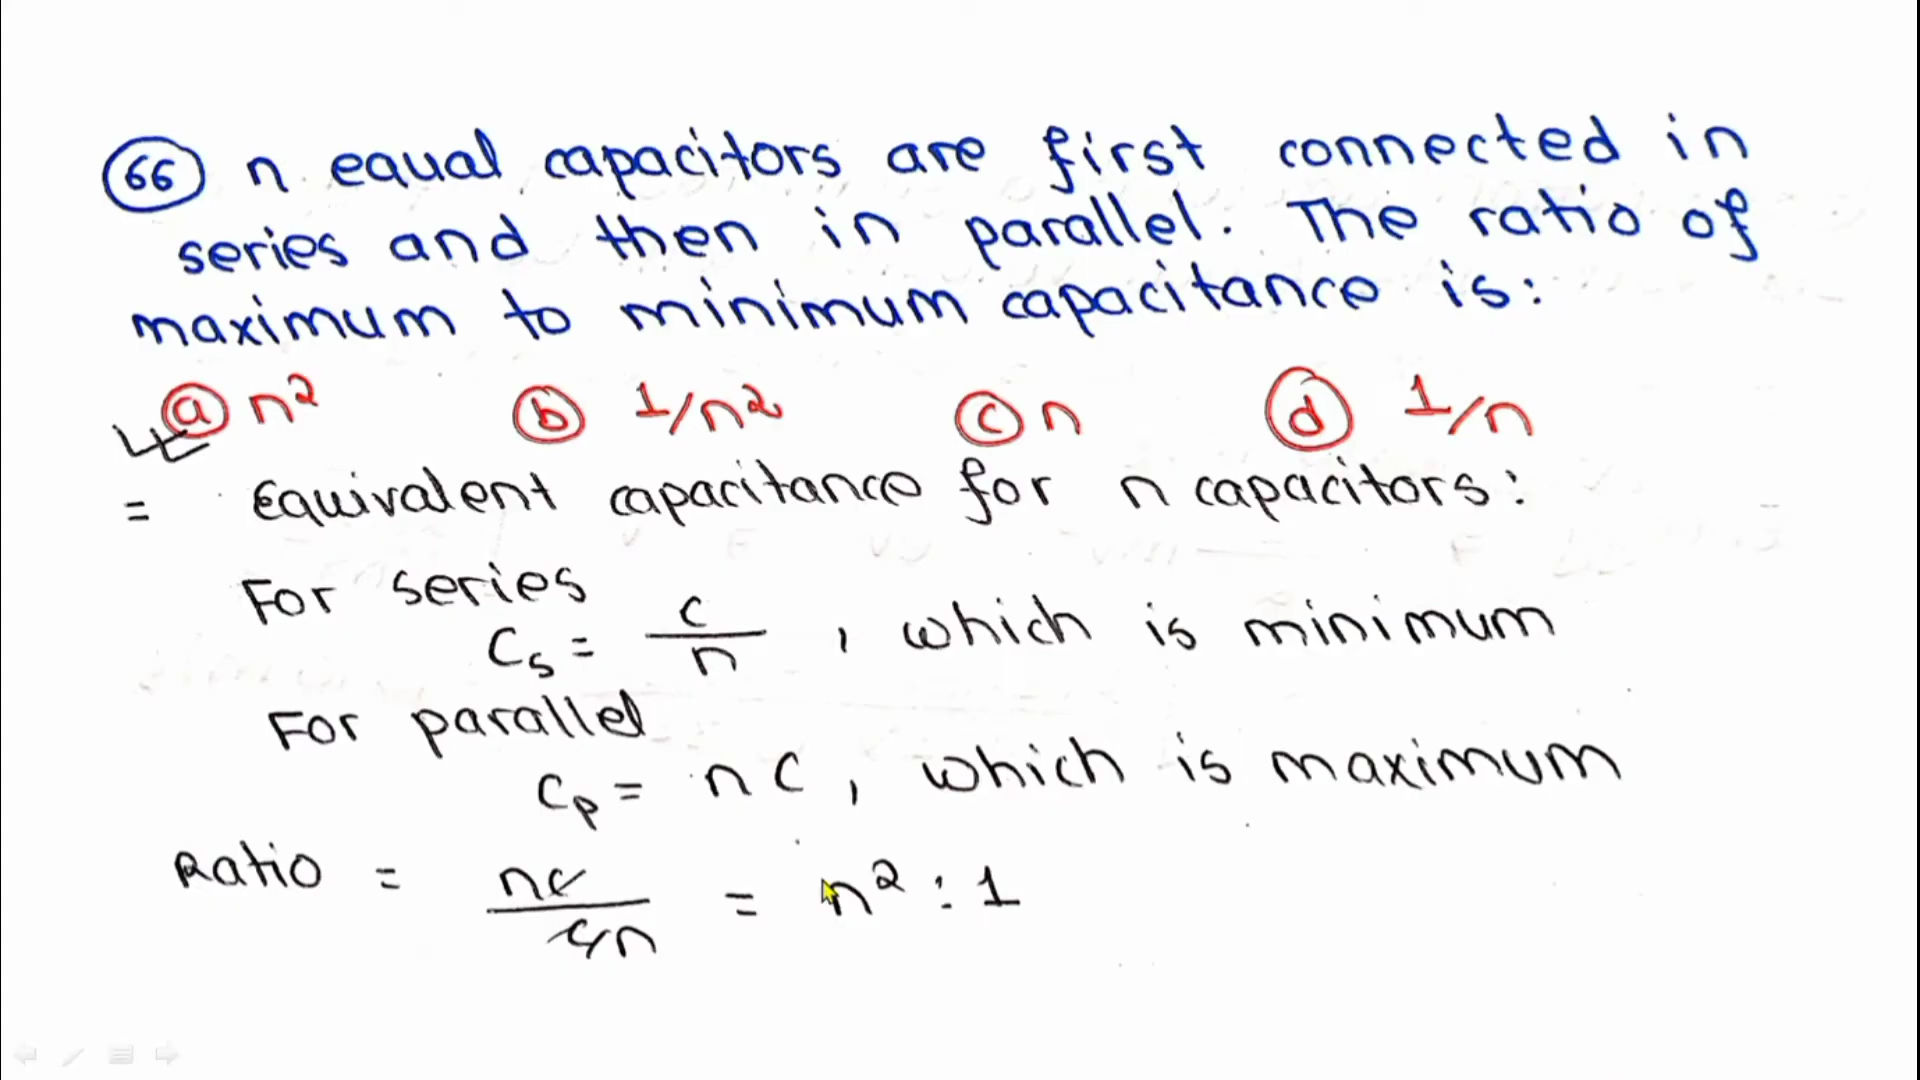 66 n equal capacitors are first connected in
series and then in parallel. The ratio of
maximum to minimum capacitance is:
a n² b 1/n² c n d 1/n
= Equivalent capacitance for n capacitors:
For series
Cs = c/n , which is minimum
For parallel
Cp = nc , which is maximum
Ratio = nc / c/n = n² : 1